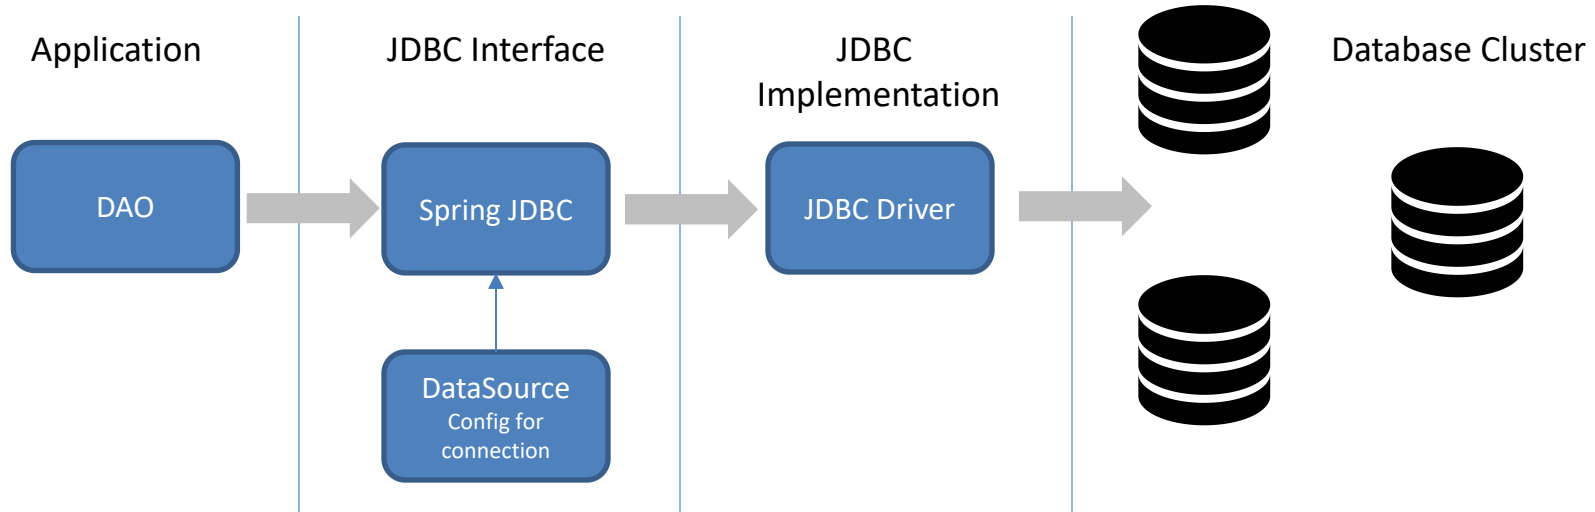 Application
JDBC Interface
JDBC
Implementation
Database Cluster
DAO
Spring JDBC
JDBC Driver
DataSource
Config for
connection